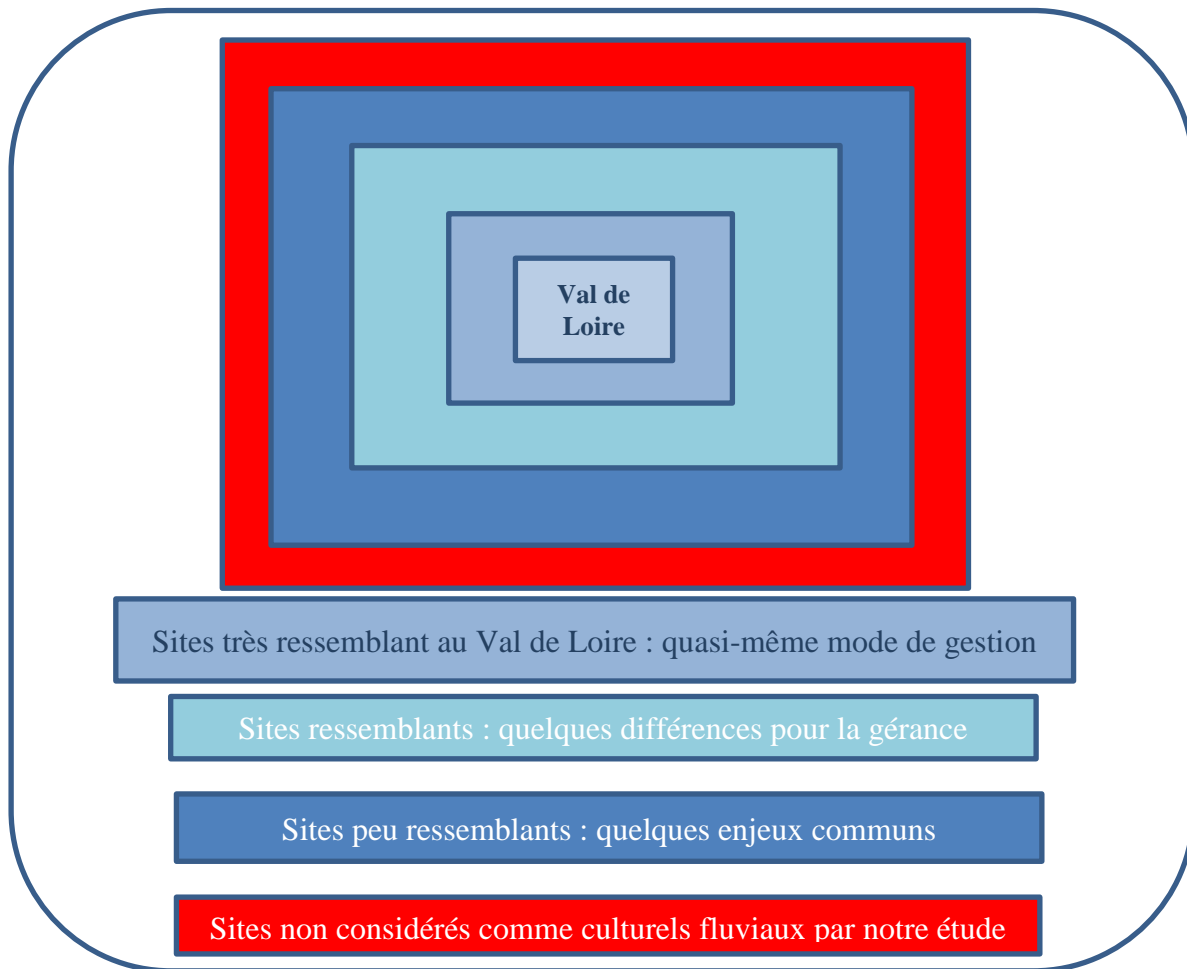 Val de
Loire
Sites très ressemblant au Val de Loire : quasi-même mode de gestion
Sites ressemblants : quelques différences pour la gérance
Sites peu ressemblants : quelques enjeux communs
Sites non considérés comme culturels fluviaux par notre étude